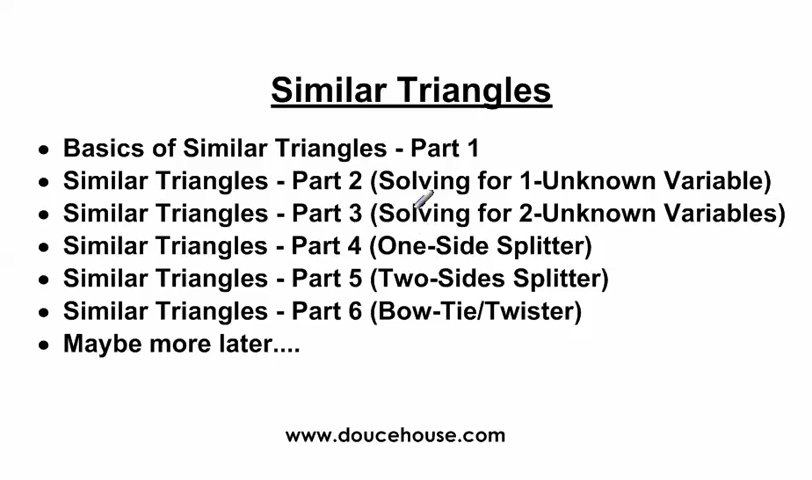 Similar Triangles
• Basics of Similar Triangles - Part 1
• Similar Triangles - Part 2 (Solving for 1-Unknown Variable)
• Similar Triangles - Part 3 (Solving for 2-Unknown Variables)
• Similar Triangles - Part 4 (One-Side Splitter)
• Similar Triangles - Part 5 (Two-Sides Splitter)
• Similar Triangles - Part 6 (Bow-Tie/Twister)
• Maybe more later....
www.doucehouse.com